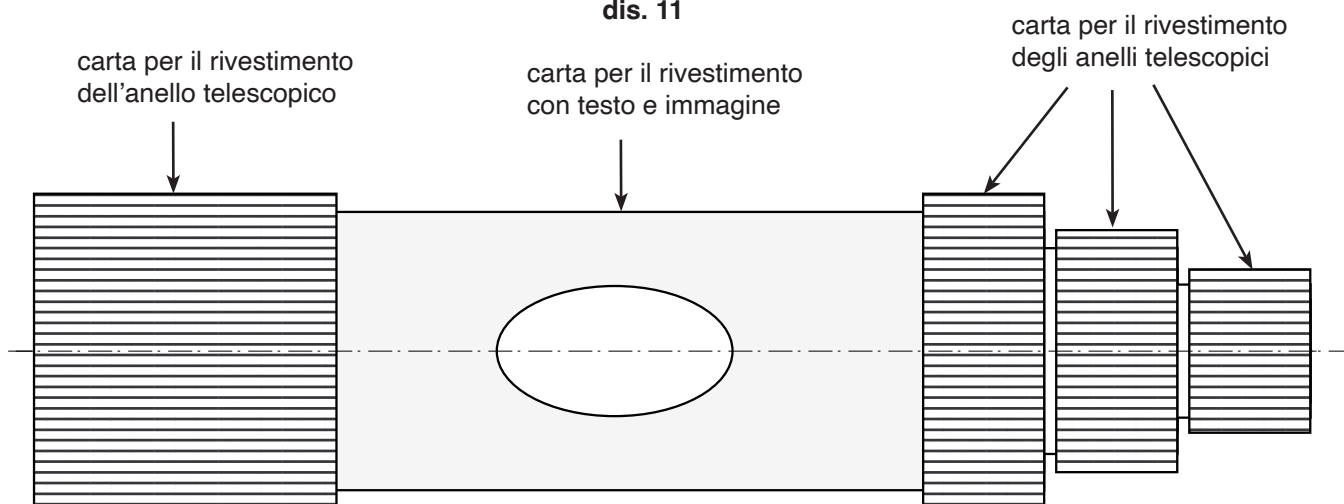 dis. 11
carta per il rivestimento
dell'anello telescopico
carta per il rivestimento
con testo e immagine
carta per il rivestimento
degli anelli telescopici